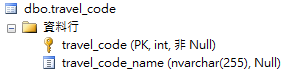 dbo.travel_code
資料行
travel_code (PK, int, 非 Null)
travel_code_name (nvarchar(255), Null)